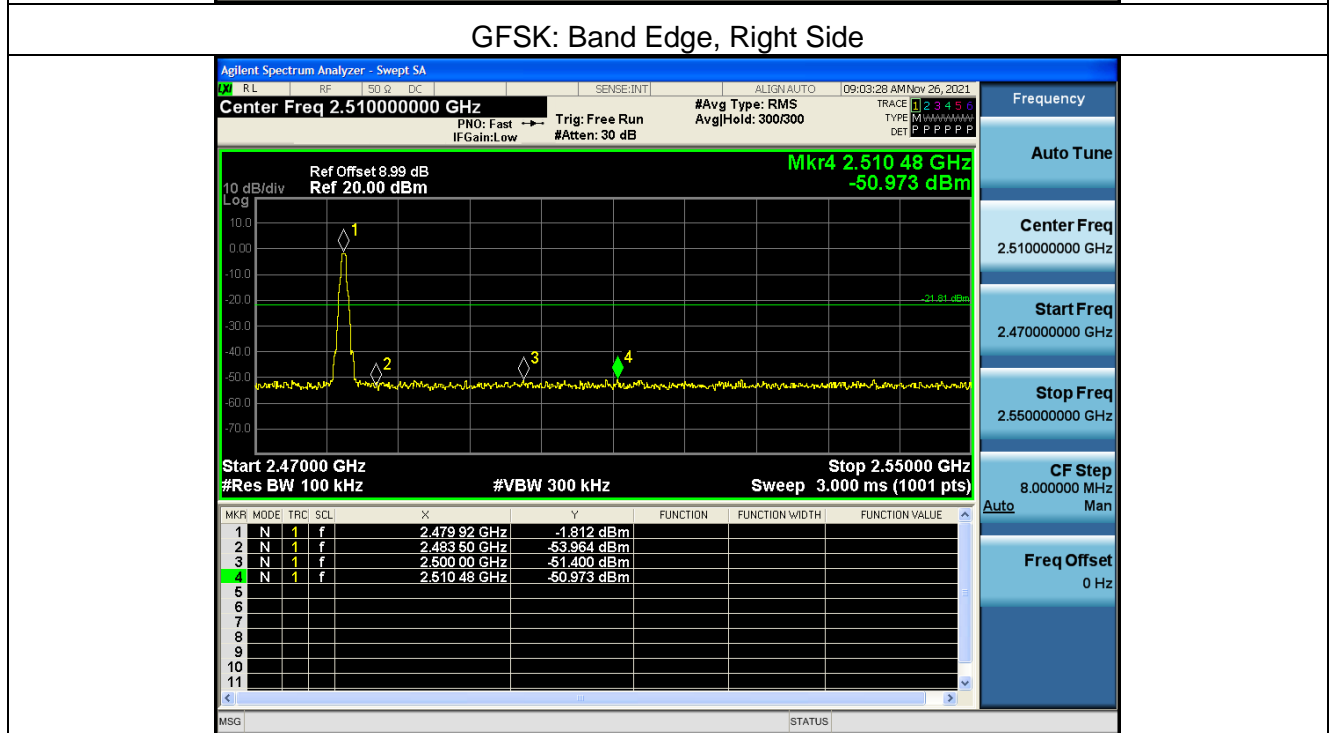 GFSK: Band Edge, Right Side
Agilent Spectrum Analyzer - Swept SA
LXI RL RF 50 Ω DC SENSE:INT ALIGN AUTO 09:03:28 AM Nov 26, 2021
Center Freq 2.510000000 GHz
PNO: Fast
IFGain:Low
Trig: Free Run
#Atten: 30 dB
#Avg Type: RMS
Avg|Hold: 300/300
TRACE 1 2 3 4 5 6
TYPE M
DET P P P P P P
Mkr4 2.510 48 GHz
-50.973 dBm
Ref Offset 8.99 dB
10 dB/div Ref 20.00 dBm
Log
10.0
0.00
-10.0
-20.0
-30.0
-40.0
-50.0
-60.0
-70.0
1
2
3
4
-21.81 dBm
Start 2.47000 GHz Stop 2.55000 GHz
#Res BW 100 kHz #VBW 300 kHz Sweep 3.000 ms (1001 pts)
MKR MODE TRC SCL X Y FUNCTION FUNCTION WIDTH FUNCTION VALUE
1 N 1 f 2.479 92 GHz -1.812 dBm
2 N 1 f 2.483 50 GHz -53.964 dBm
3 N 1 f 2.500 00 GHz -51.400 dBm
4 N 1 f 2.510 48 GHz -50.973 dBm
5
6
7
8
9
10
11
MSG STATUS
Frequency
Auto Tune
Center Freq
2.510000000 GHz
Start Freq
2.470000000 GHz
Stop Freq
2.550000000 GHz
CF Step
8.000000 MHz
Auto Man
Freq Offset
0 Hz